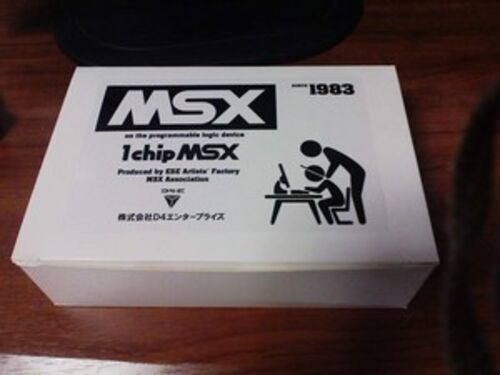 MSX
SINCE 1983
on the programmable logic device
1chip MSX
Produced by ESE Artists' Factory
MSX Association
株式会社D4エンタープライズ